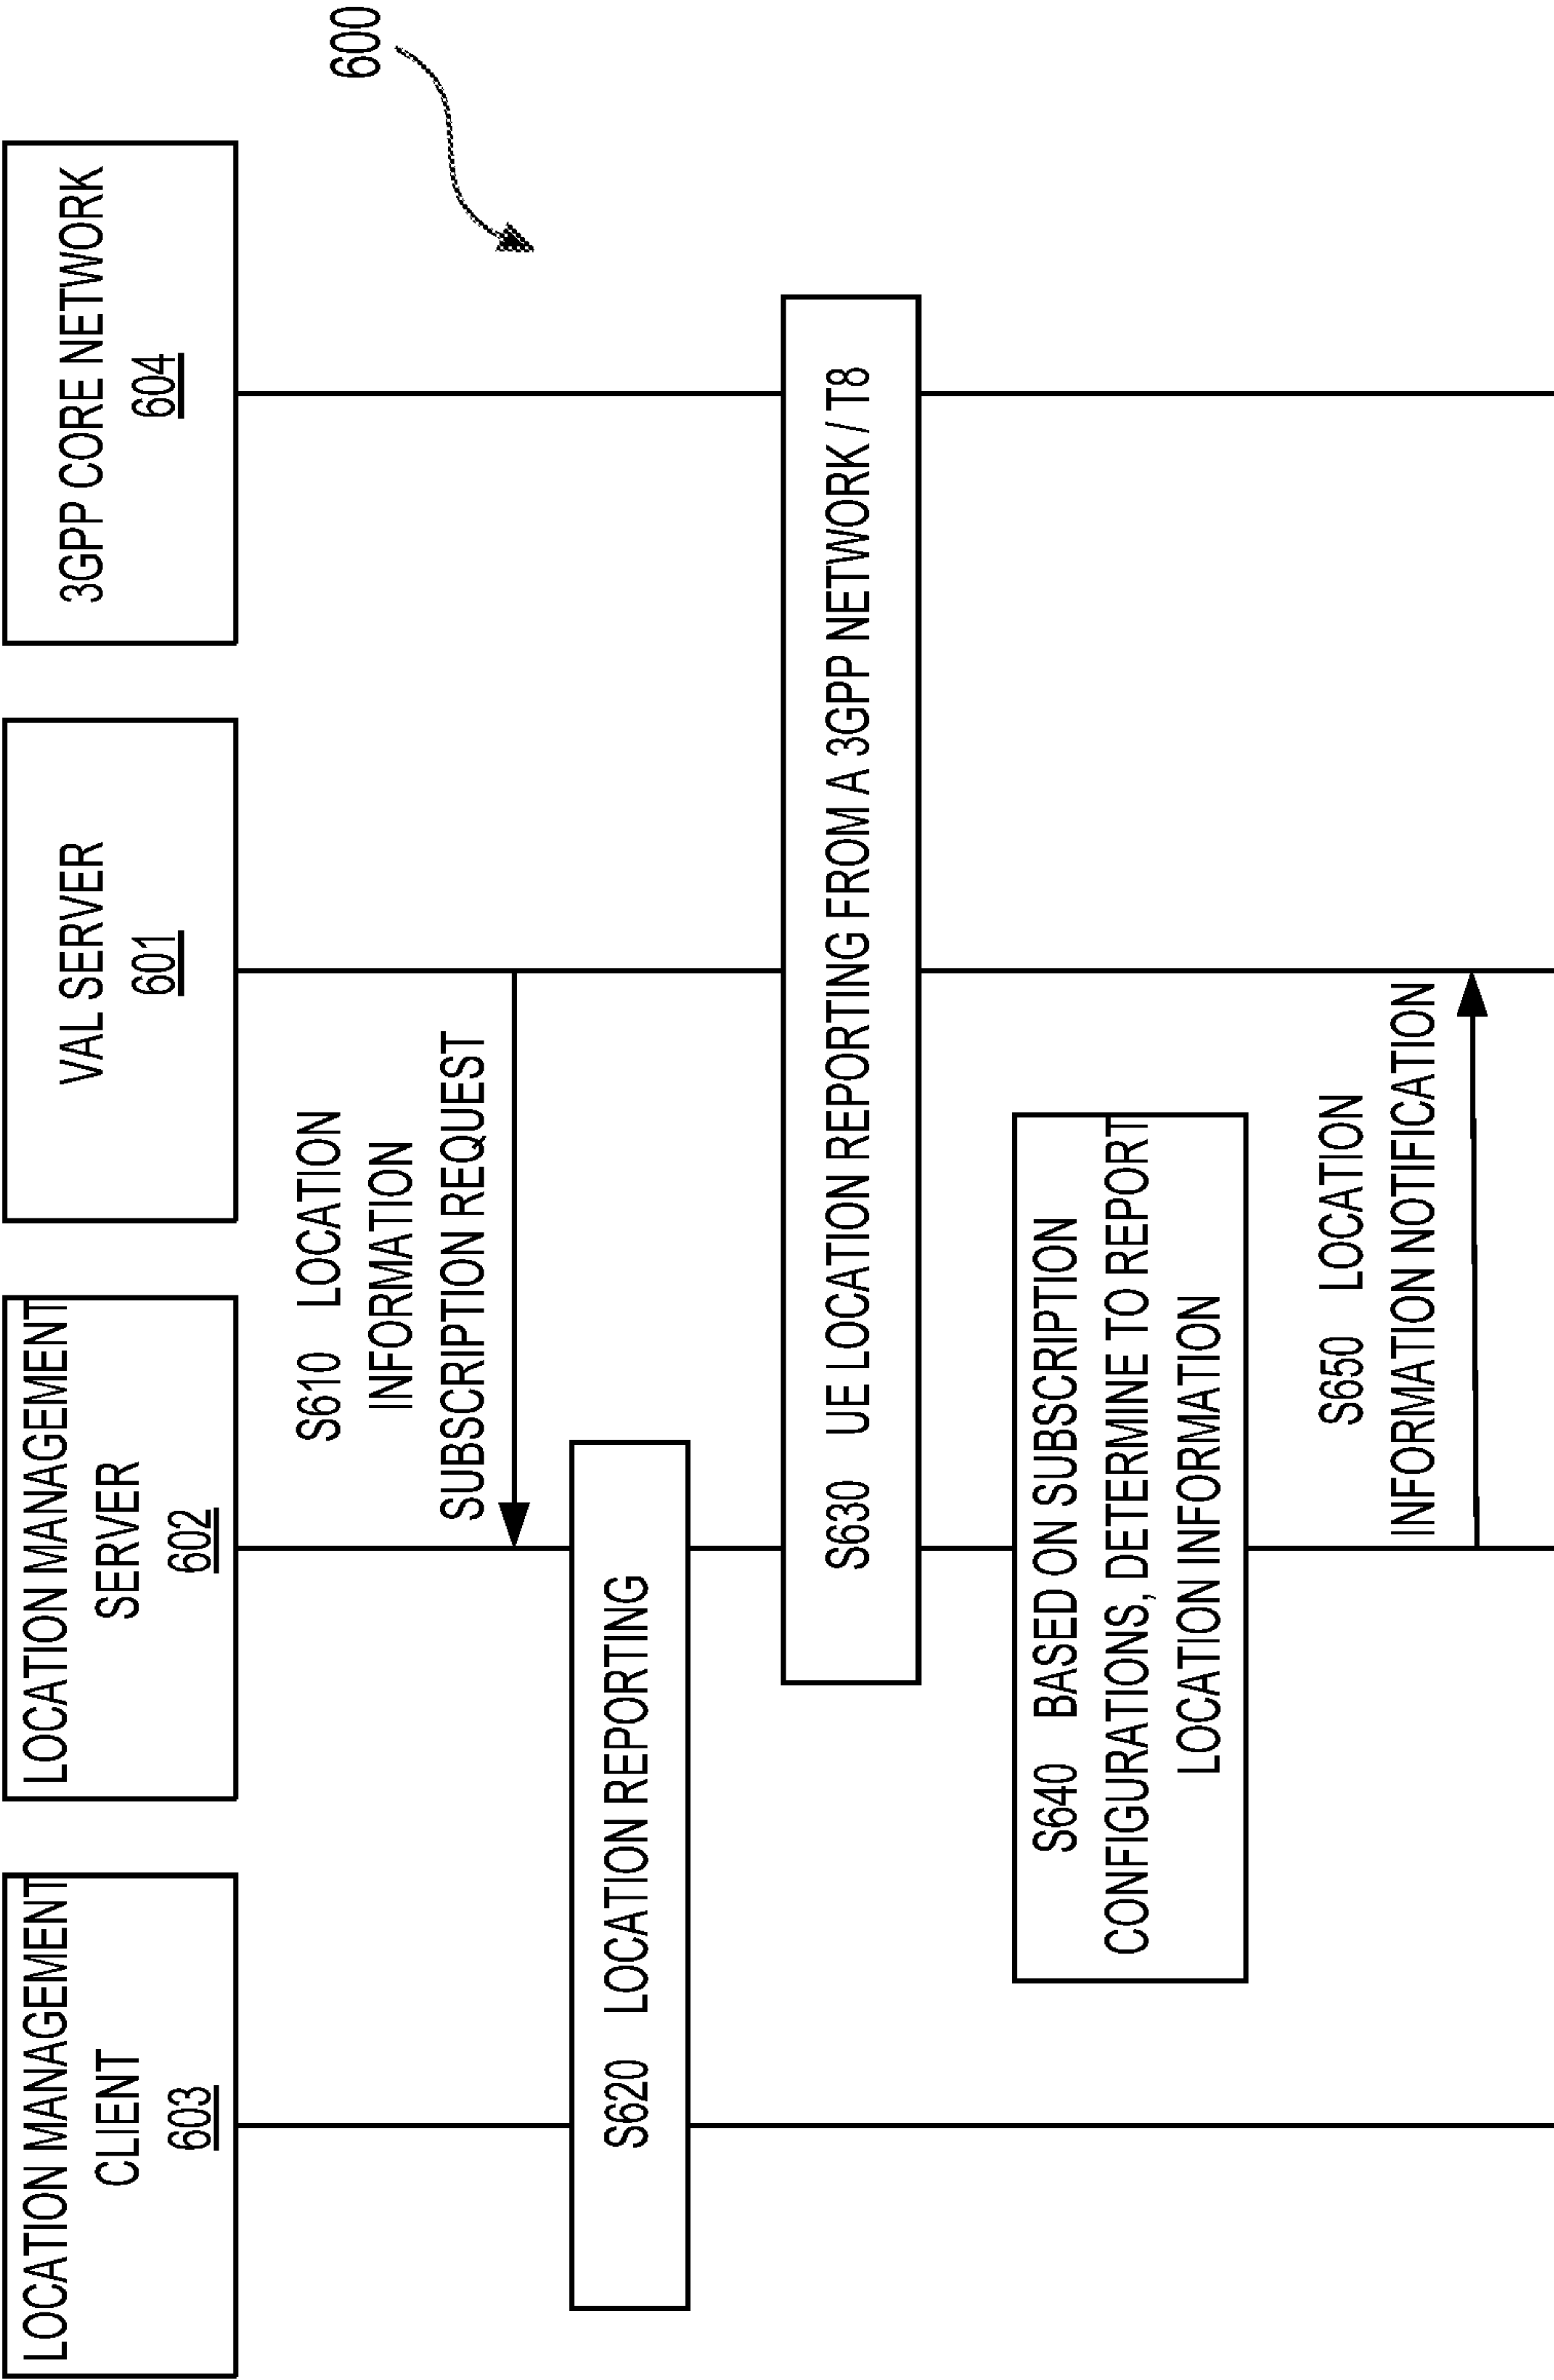 600
LOCATION MANAGEMENT
CLIENT
603
LOCATION MANAGEMENT
SERVER
602
VAL SERVER
601
3GPP CORE NETWORK
604
S610 LOCATION
INFORMATION
SUBSCRIPTION REQUEST
S620 LOCATION REPORTING
S630 UE LOCATION REPORTING FROM A 3GPP NETWORK / T8
S640 BASED ON SUBSCRIPTION
CONFIGURATIONS, DETERMINE TO REPORT
LOCATION INFORMATION
S650 LOCATION
INFORMATION NOTIFICATION